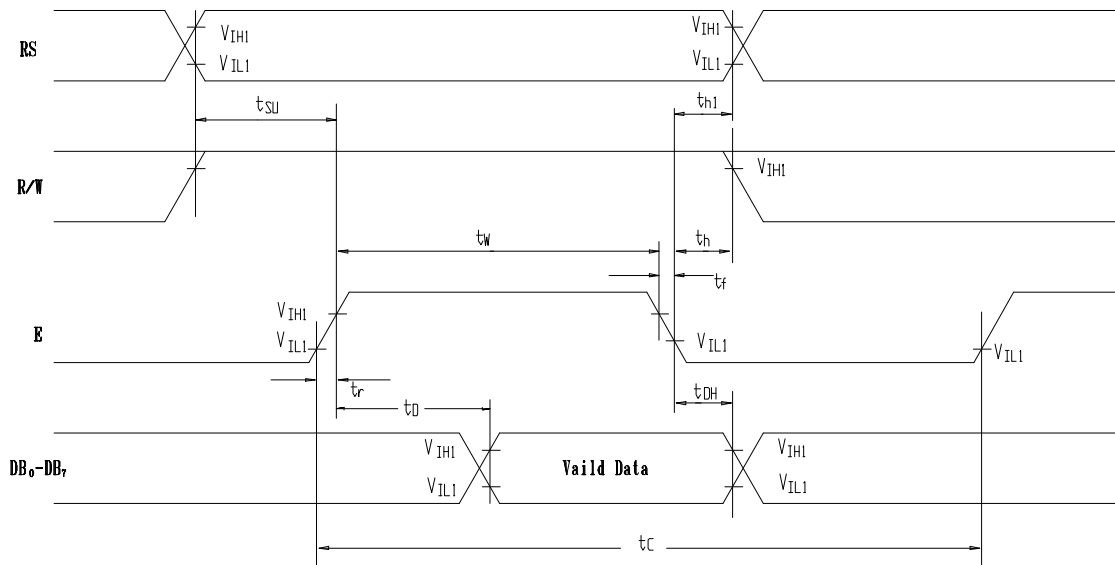 RS
VIH1
VIL1
VIH1
VIL1
tSU
th1
R/W
VIH1
tW
th
tf
E
VIH1
VIL1
VIL1
VIL1
tr
tD
tDH
DB₀-DB₇
VIH1
VIL1
Vaild Data
VIH1
VIL1
tC